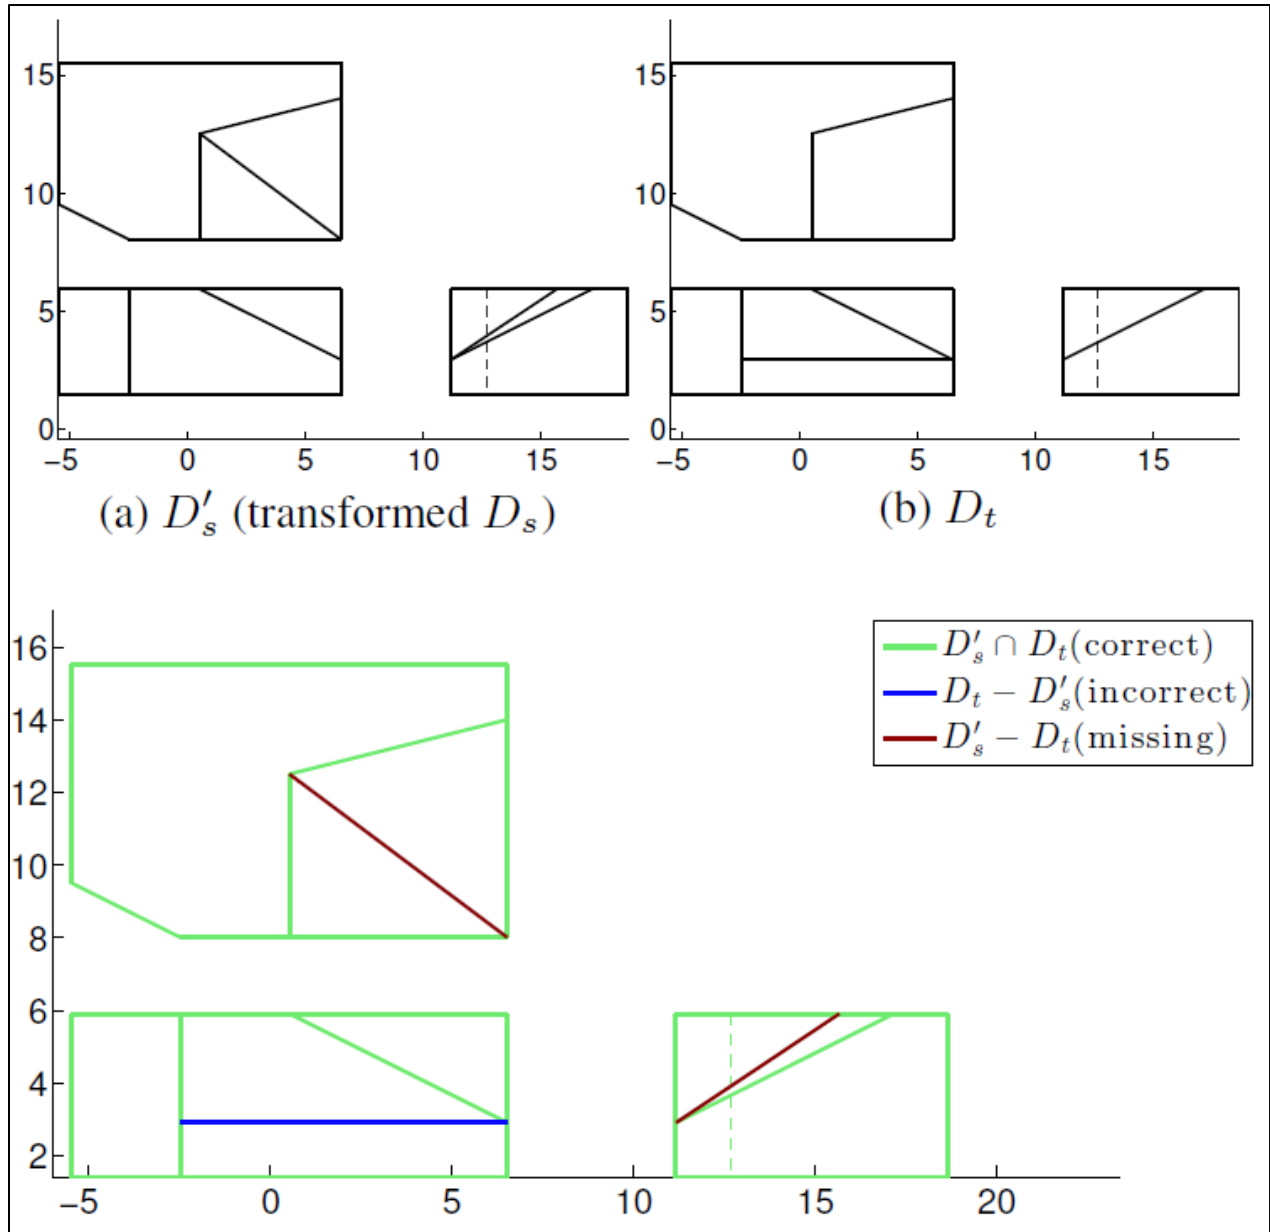 15
10
5
0
−5 0 5 10 15
(a) D′ₛ (transformed Dₛ)
15
10
5
0
−5 0 5 10 15
(b) Dₜ
16
14
12
10
8
6
4
2
−5 0 5 10 15 20
D′ₛ ∩ Dₜ(correct)
Dₜ − D′ₛ(incorrect)
D′ₛ − Dₜ(missing)